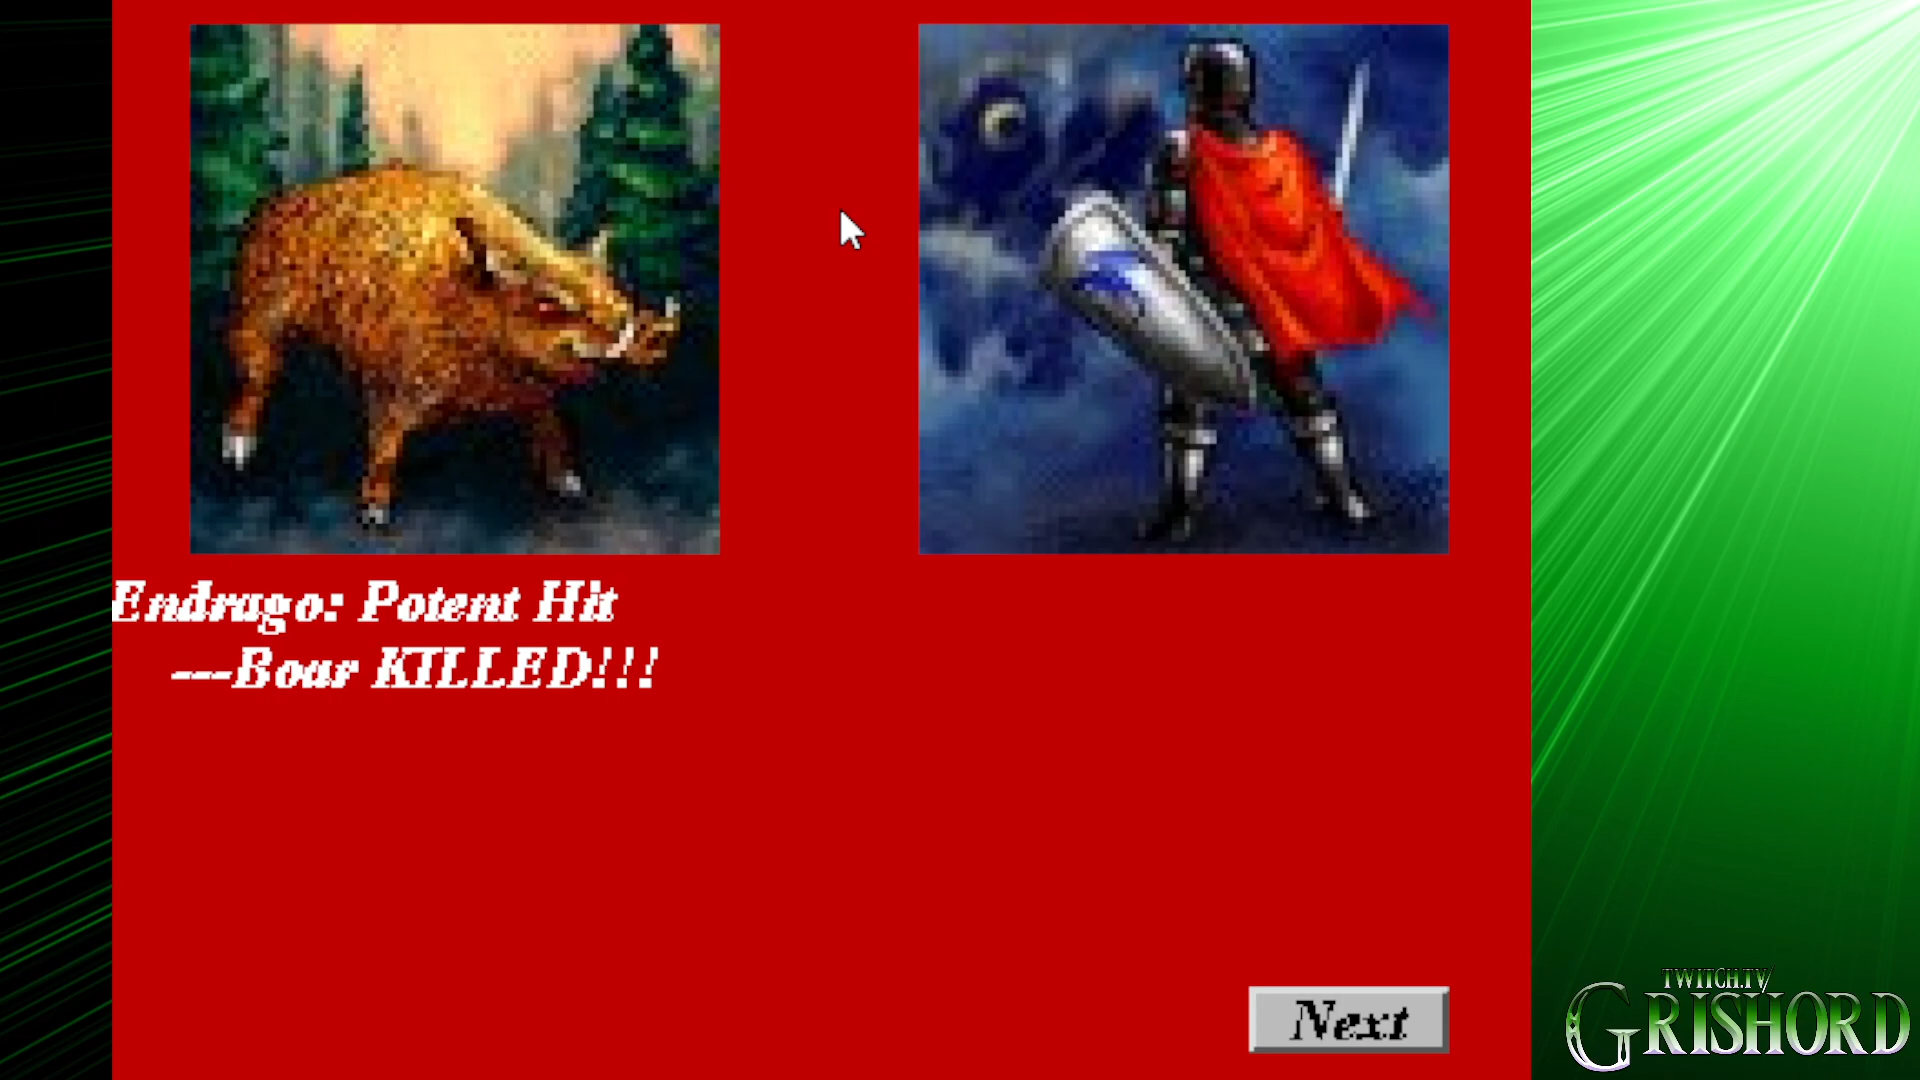 Endrago: Potent Hit
---Boar KILLED!!!
Next
TWITCH.TV/
GRISHORD